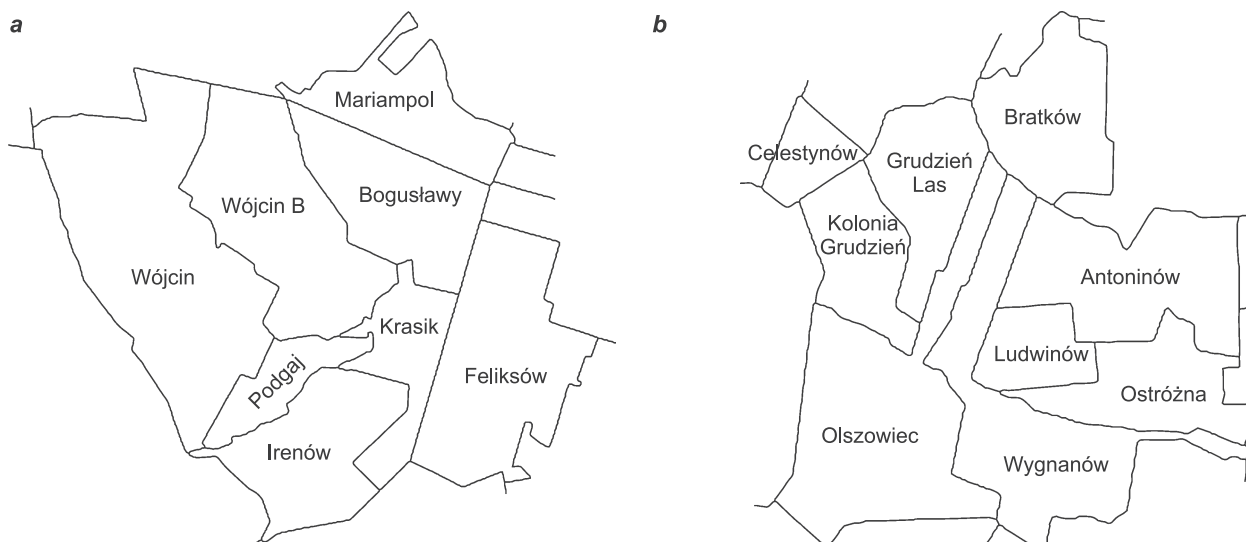 a
Mariampol
Wójcin B
Bogusławy
Wójcin
Krasik
Podgaj
Feliksów
Irenów
b
Bratków
Celestynów
Grudzień
Las
Kolonia
Grudzień
Antoninów
Ludwinów
Ostróżna
Olszowiec
Wygnanów